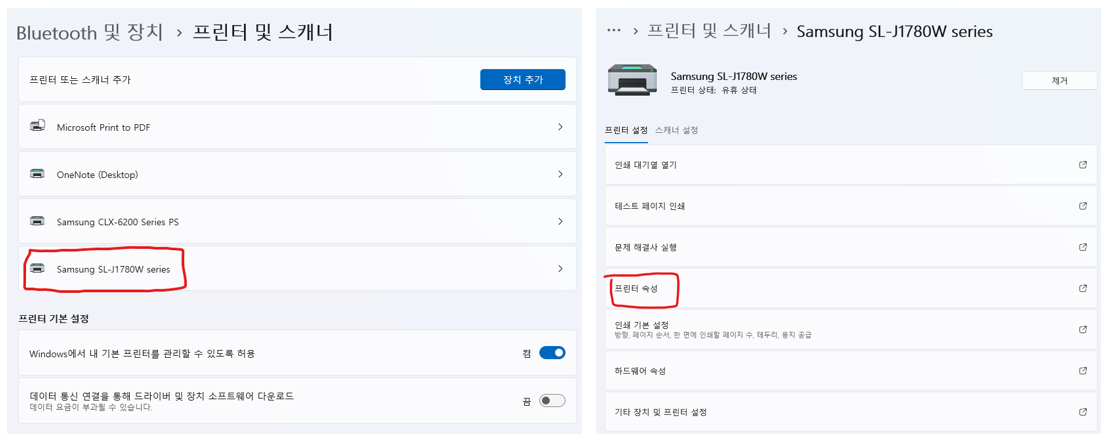 Bluetooth 및 장치 › 프린터 및 스캐너
프린터 또는 스캐너 추가
장치 추가
Microsoft Print to PDF
OneNote (Desktop)
Samsung CLX-6200 Series PS
Samsung SL-J1780W series
프린터 기본 설정
Windows에서 내 기본 프린터를 관리할 수 있도록 허용
켬
데이터 통신 연결을 통해 드라이버 및 장치 소프트웨어 다운로드
데이터 요금이 부과될 수 있습니다.
끔
··· › 프린터 및 스캐너 › Samsung SL-J1780W series
Samsung SL-J1780W series
프린터 상태: 유휴 상태
제거
프린터 설정 스캐너 설정
인쇄 대기열 열기
테스트 페이지 인쇄
문제 해결사 실행
프린터 속성
인쇄 기본 설정
방향, 페이지 순서, 한 면에 인쇄할 페이지 수, 테두리, 용지 공급
하드웨어 속성
기타 장치 및 프린터 설정